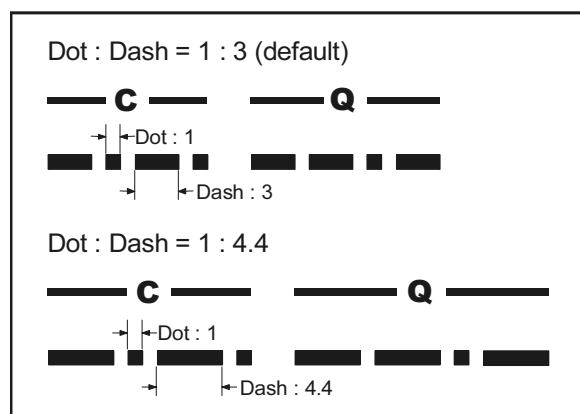 Dot : Dash = 1 : 3 (default)
C Q
Dot : 1
Dash : 3
Dot : Dash = 1 : 4.4
C Q
Dot : 1
Dash : 4.4